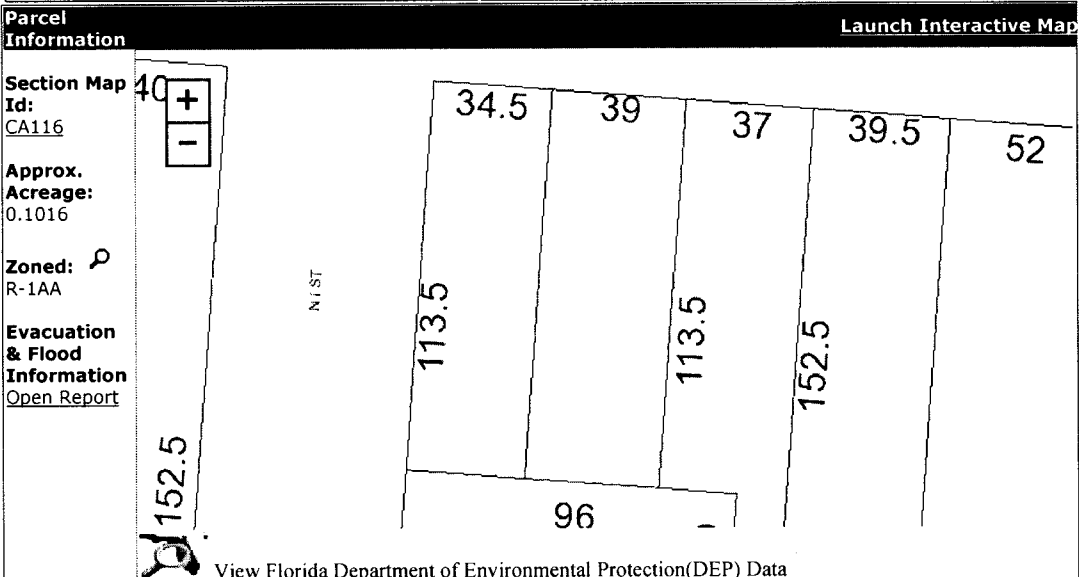 Parcel
Information
Launch Interactive Map
Section Map
Id:
CA116
Approx.
Acreage:
0.1016
Zoned:
R-1AA
Evacuation
& Flood
Information
Open Report
40
+
−
34.5
39
37
39.5
52
N I ST
113.5
113.5
152.5
152.5
96
View Florida Department of Environmental Protection(DEP) Data